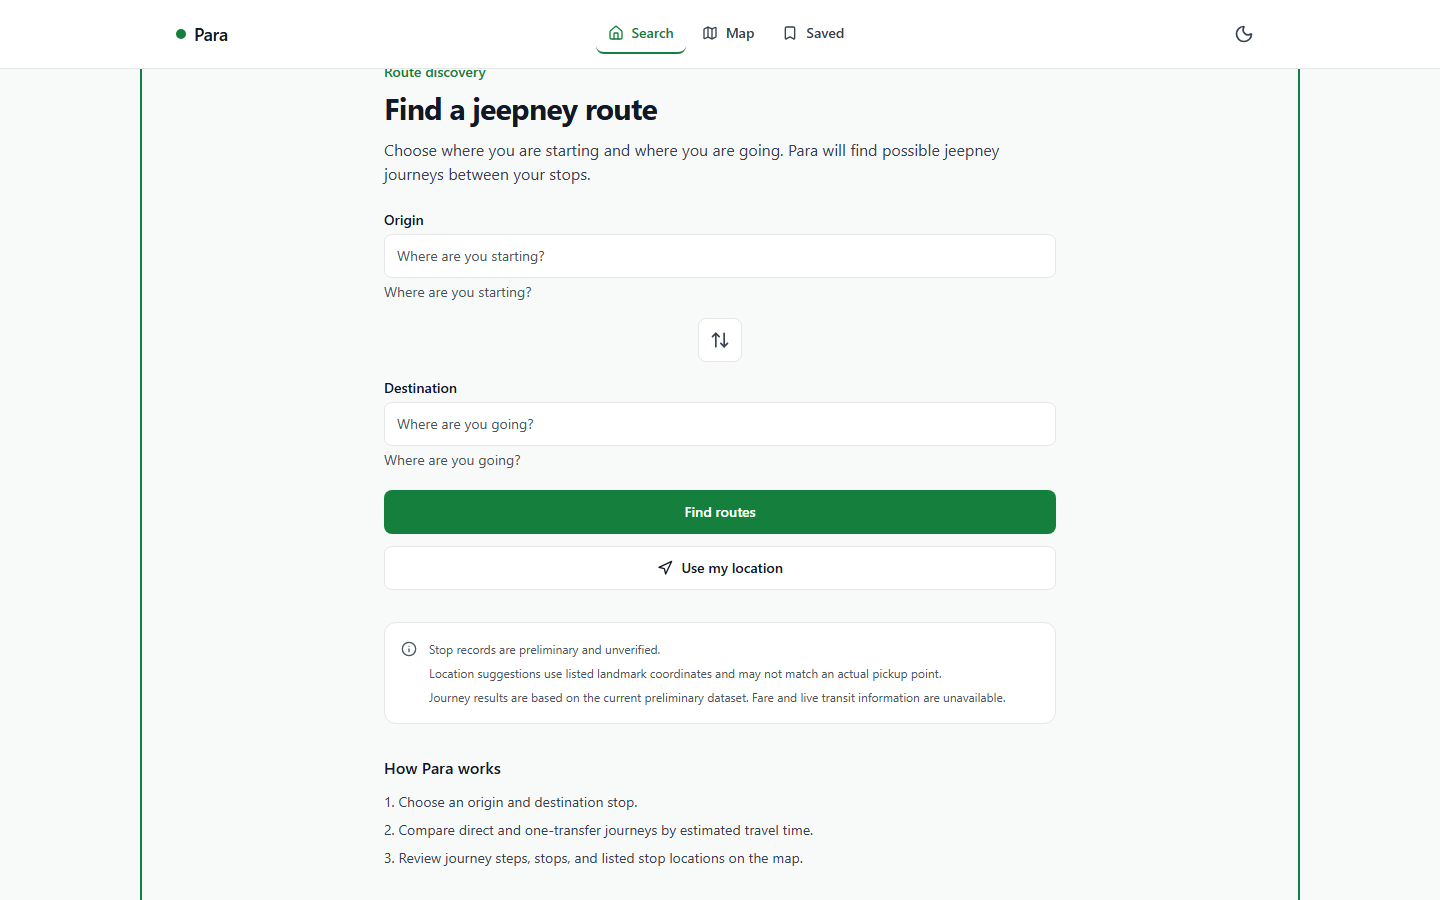 Para
Search
Map
Saved
Route discovery
Find a jeepney route
Choose where you are starting and where you are going. Para will find possible jeepney
journeys between your stops.
Origin
Where are you starting?
Where are you starting?
Destination
Where are you going?
Where are you going?
Find routes
Use my location
Stop records are preliminary and unverified.
Location suggestions use listed landmark coordinates and may not match an actual pickup point.
Journey results are based on the current preliminary dataset. Fare and live transit information are unavailable.
How Para works
1. Choose an origin and destination stop.
2. Compare direct and one-transfer journeys by estimated travel time.
3. Review journey steps, stops, and listed stop locations on the map.